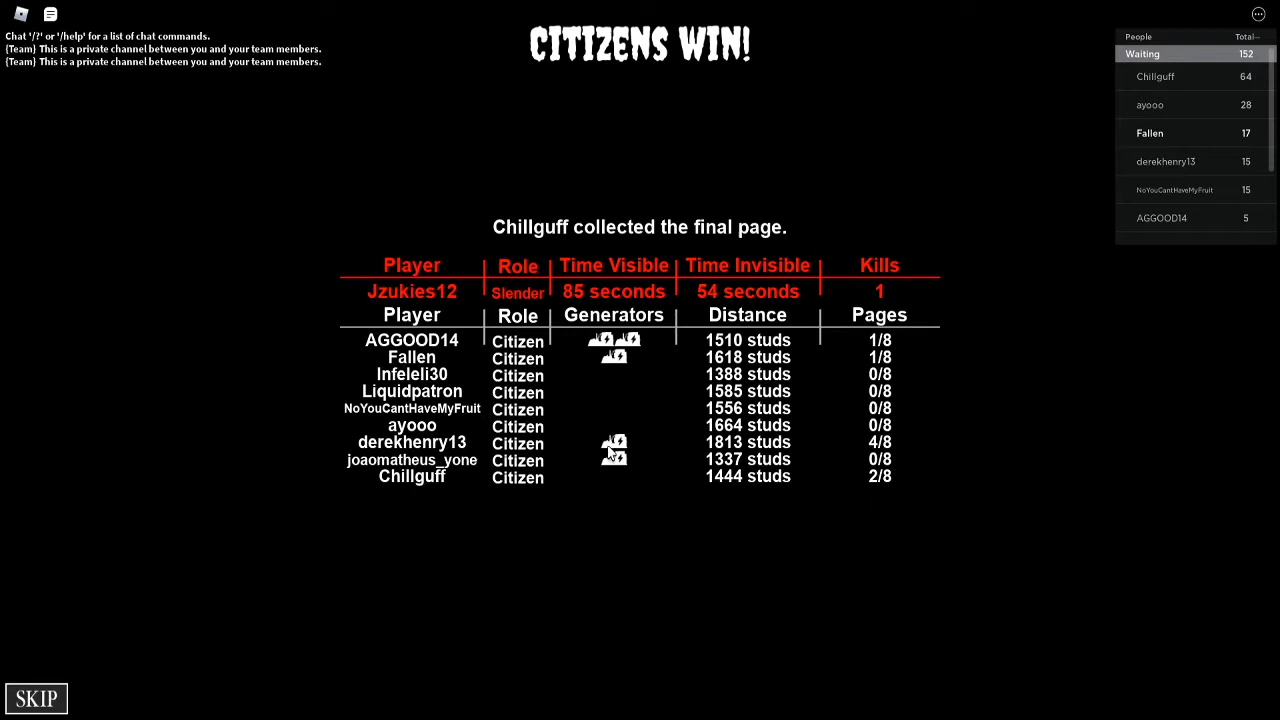 Chat '/?' or '/help' for a list of chat commands.
{Team} This is a private channel between you and your team members.
{Team} This is a private channel between you and your team members.
CITIZENS WIN!
People Total...
Waiting 152
Chillguff 64
ayooo 28
Fallen 17
derekhenry13 15
NoYouCantHaveMyFruit 15
AGGOOD14 5
Chillguff collected the final page.
Player Role Time Visible Time Invisible Kills
Jzukies12 Slender 85 seconds 54 seconds 1
Player Role Generators Distance Pages
AGGOOD14 Citizen 1510 studs 1/8
Fallen Citizen 1618 studs 1/8
Infeleli30 Citizen 1388 studs 0/8
Liquidpatron Citizen 1585 studs 0/8
NoYouCantHaveMyFruit Citizen 1556 studs 0/8
ayooo Citizen 1664 studs 0/8
derekhenry13 Citizen 1813 studs 4/8
joaomatheus_yone Citizen 1337 studs 0/8
Chillguff Citizen 1444 studs 2/8
SKIP